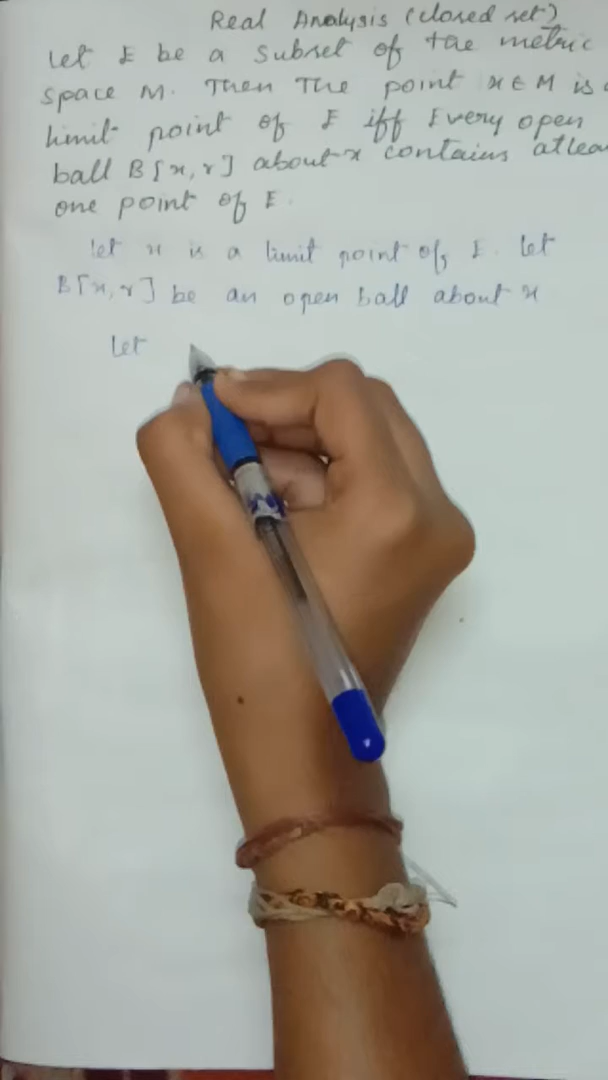 Real Analysis (closed set)
Let E be a subset of the metric
space M. Then The point x ∈ M is
limit point of E iff Every open
ball B[x, r] about x contains
one point of E.
Let x is a limit point of E. Let
B[x, r] be an open ball about x
Let